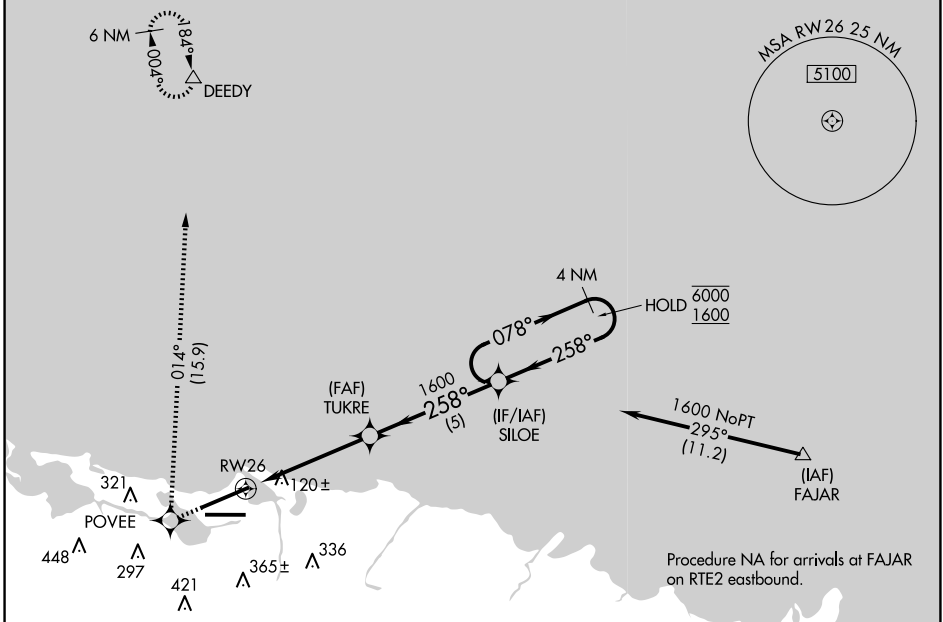 6 NM
184°
004°
DEEDY
MSA RW26 25 NM
5100
4 NM
HOLD 6000
1600
078°
258°
014°
(15.9)
(FAF)
TUKRE
1600
258°
(5)
(IF/IAF)
SILOE
1600 NoPT
295°
(11.2)
(IAF)
FAJAR
RW26
321
120±
POVEE
448
297
421
365±
336
Procedure NA for arrivals at FAJAR
on RTE2 eastbound.